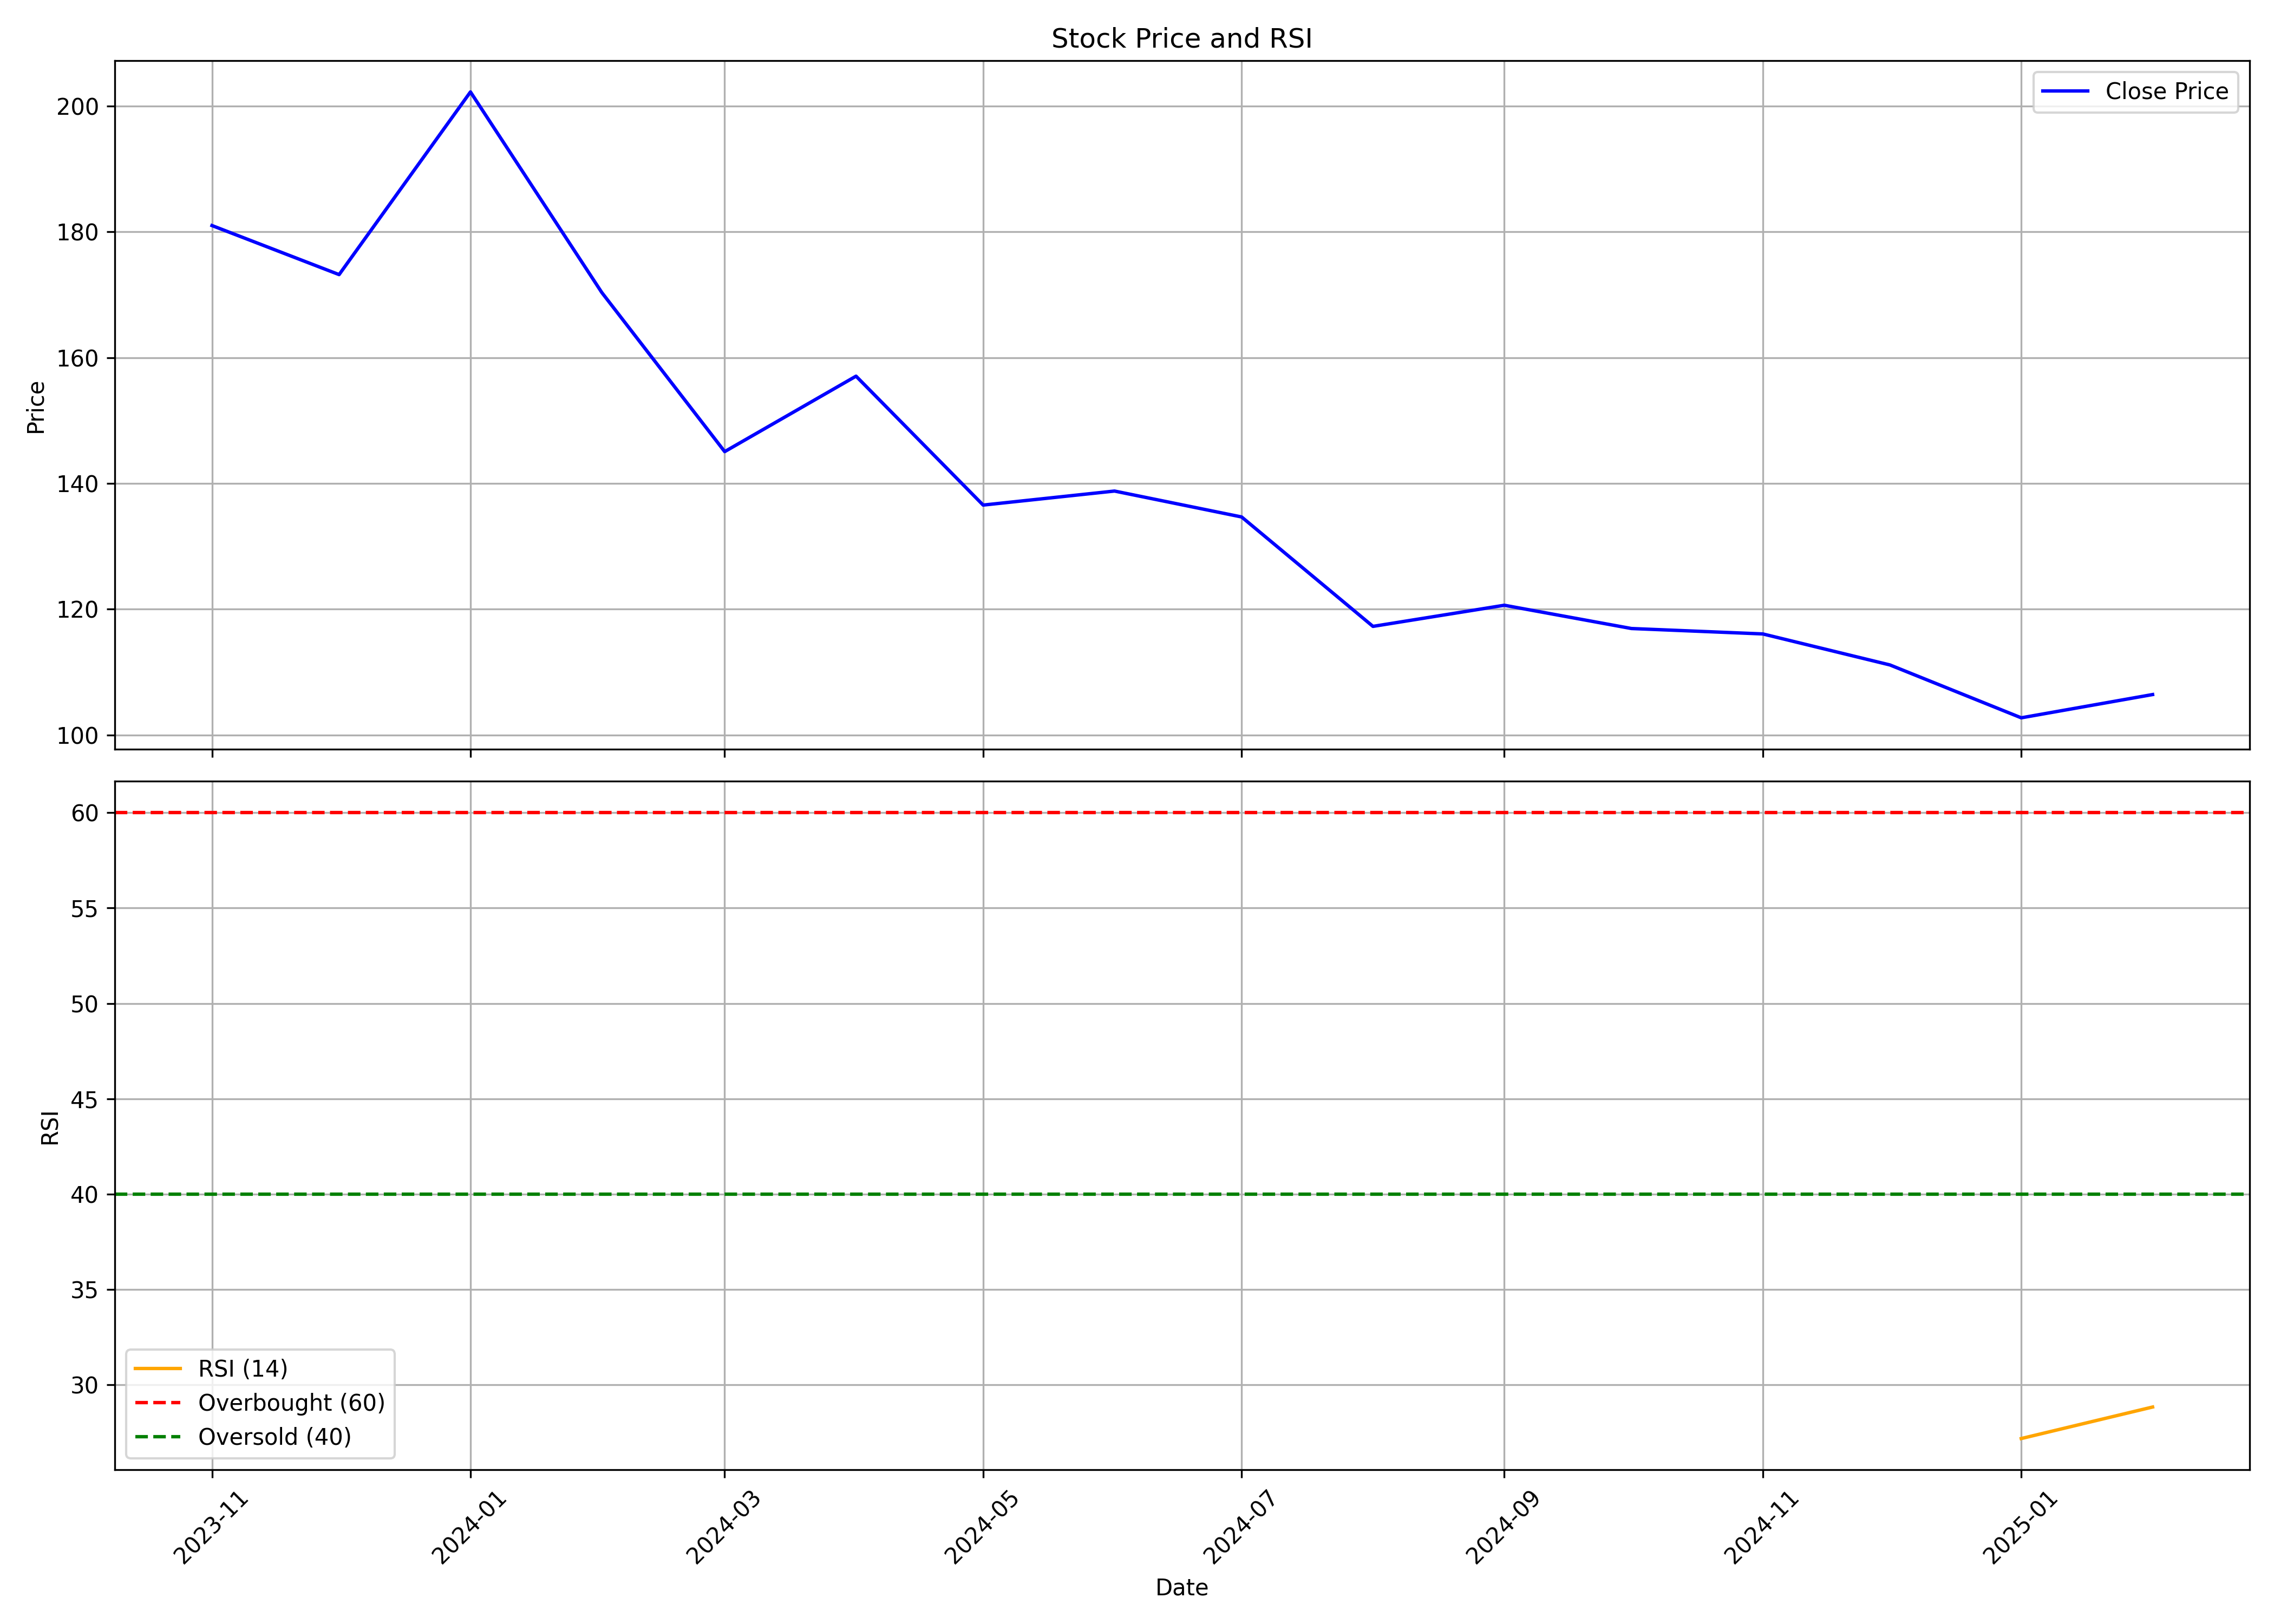 Stock Price and RSI
Close Price
Price
200
180
160
140
120
100
RSI
60
55
50
45
40
35
30
RSI (14)
Overbought (60)
Oversold (40)
2023-11
2024-01
2024-03
2024-05
2024-07
2024-09
2024-11
2025-01
Date